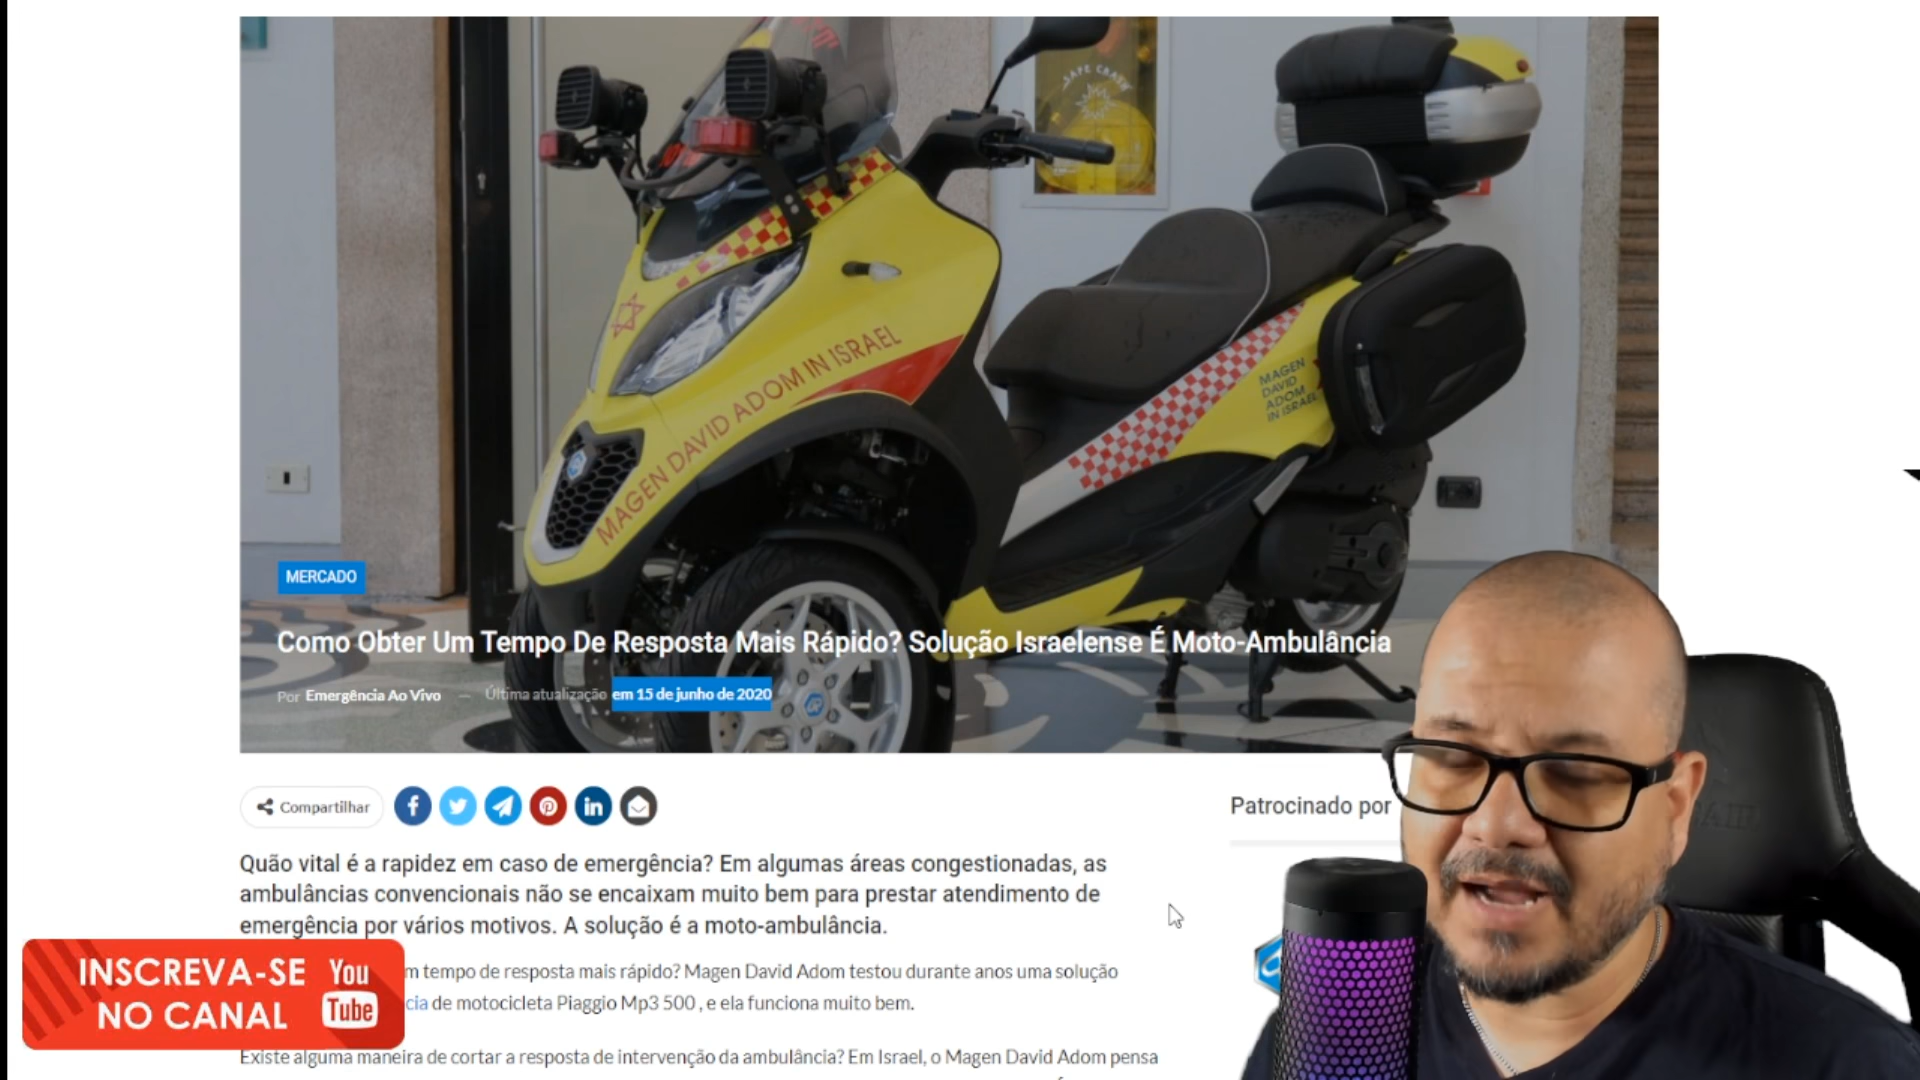 SAFE CRASH
MAGEN DAVID ADOM IN ISRAEL
MAGEN
DAVID
ADOM
IN ISRAEL
MERCADO
Como Obter Um Tempo De Resposta Mais Rápido? Solução Israelense É Moto-Ambulância
Por Emergência Ao Vivo — Última atualização em 15 de junho de 2020
Compartilhar
Patrocinado por
Quão vital é a rapidez em caso de emergência? Em algumas áreas congestionadas, as
ambulâncias convencionais não se encaixam muito bem para prestar atendimento de
emergência por vários motivos. A solução é a moto-ambulância.
m tempo de resposta mais rápido? Magen David Adom testou durante anos uma solução
cia de motocicleta Piaggio Mp3 500 , e ela funciona muito bem.
Existe alguma maneira de cortar a resposta de intervenção da ambulância? Em Israel, o Magen David Adom pensa
INSCREVA-SE
NO CANAL
You
Tube